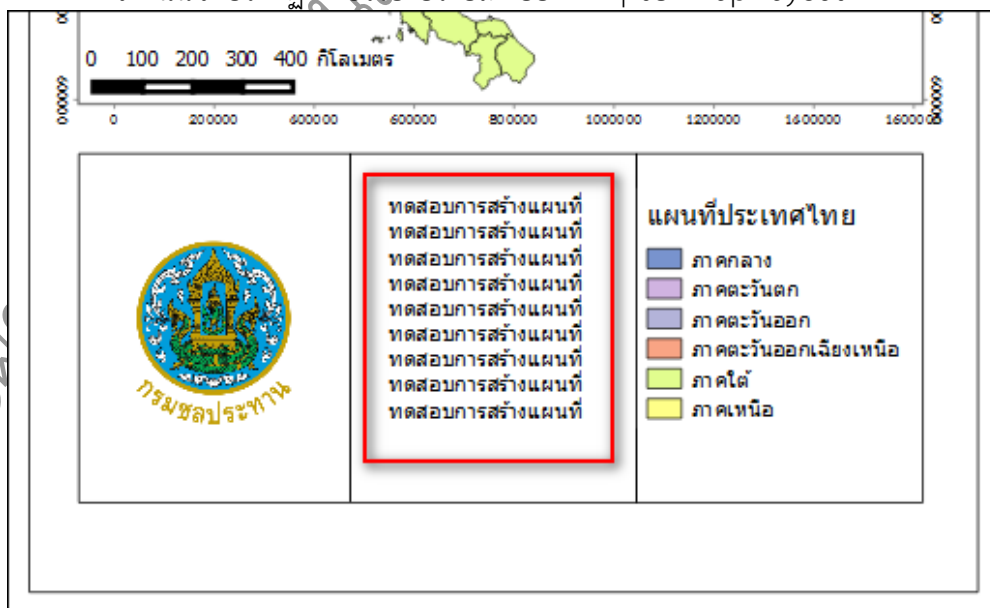 0 100 200 300 400 กิโลเมตร
0 200000 400000 600000 800000 1000000 1200000 1400000 1600000
กรมชลประทาน
ทดสอบการสร้างแผนที่
ทดสอบการสร้างแผนที่
ทดสอบการสร้างแผนที่
ทดสอบการสร้างแผนที่
ทดสอบการสร้างแผนที่
ทดสอบการสร้างแผนที่
ทดสอบการสร้างแผนที่
ทดสอบการสร้างแผนที่
ทดสอบการสร้างแผนที่
แผนที่ประเทศไทย
ภาคกลาง
ภาคตะวันตก
ภาคตะวันออก
ภาคตะวันออกเฉียงเหนือ
ภาคใต้
ภาคเหนือ